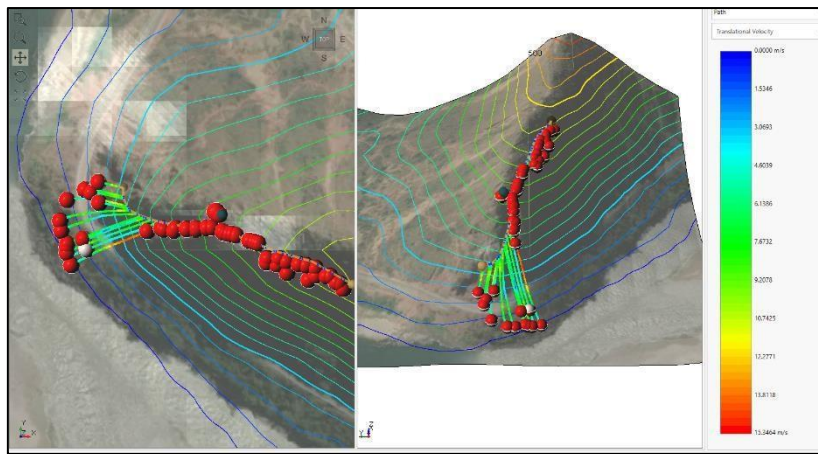 N
W E
S
500
Path
Translational Velocity
0.0000 m/s
1.5346
3.0693
4.6039
6.1386
7.6732
9.2078
10.7425
12.2771
13.8118
15.3464 m/s
X
Y